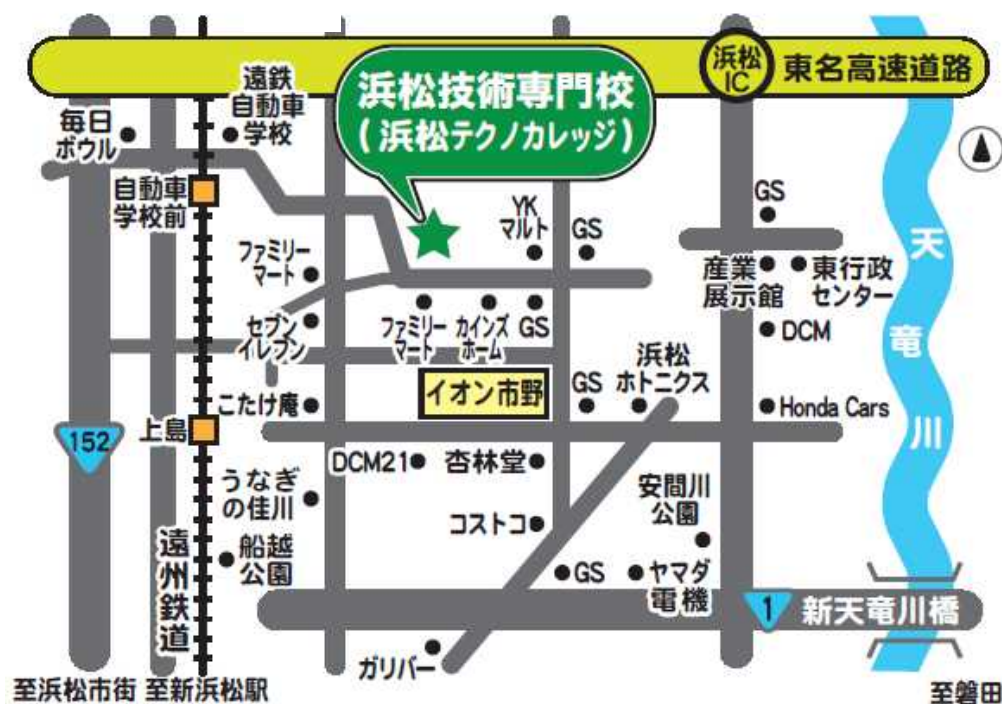 浜松
IC
東名高速道路
遠鉄
自動車
学校
浜松技術専門校
(浜松テクノカレッジ)
毎日
ボウル
自動車
学校前
YK
マルト
GS
GS
天竜川
ファミリー
マート
産業
展示館
東行政
センター
セブン
イレブン
ファミリー
マート
カインズ
ホーム
GS
DCM
浜松
ホトニクス
イオン市野
GS
こたけ庵
Honda Cars
152
上島
DCM21
杏林堂
うなぎ
の佳川
安間川
公園
コストコ
遠州鉄道
船越
公園
GS
ヤマダ
電機
1
新天竜川橋
ガリバー
至浜松市街
至新浜松駅
至磐田